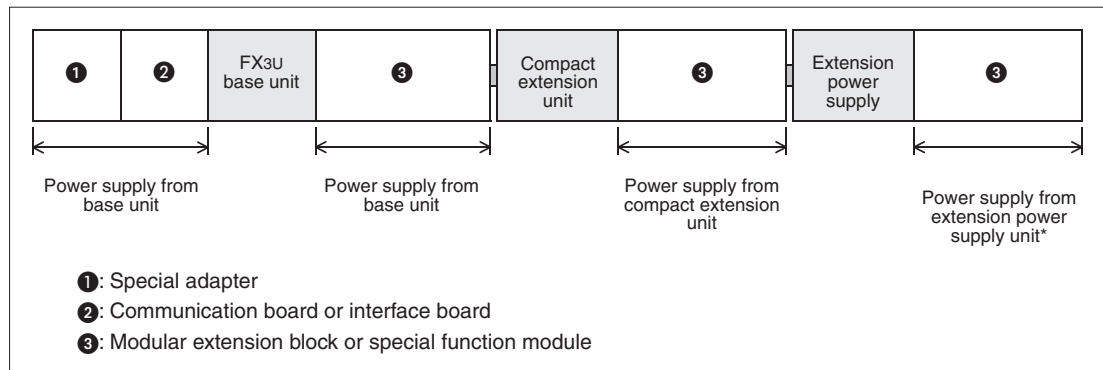 ❶
❷
FX3U
base unit
❸
Compact
extension
unit
❸
Extension
power
supply
❸
Power supply from
base unit
Power supply from
base unit
Power supply from
compact extension
unit
Power supply from
extension power
supply unit*
❶: Special adapter
❷: Communication board or interface board
❸: Modular extension block or special function module